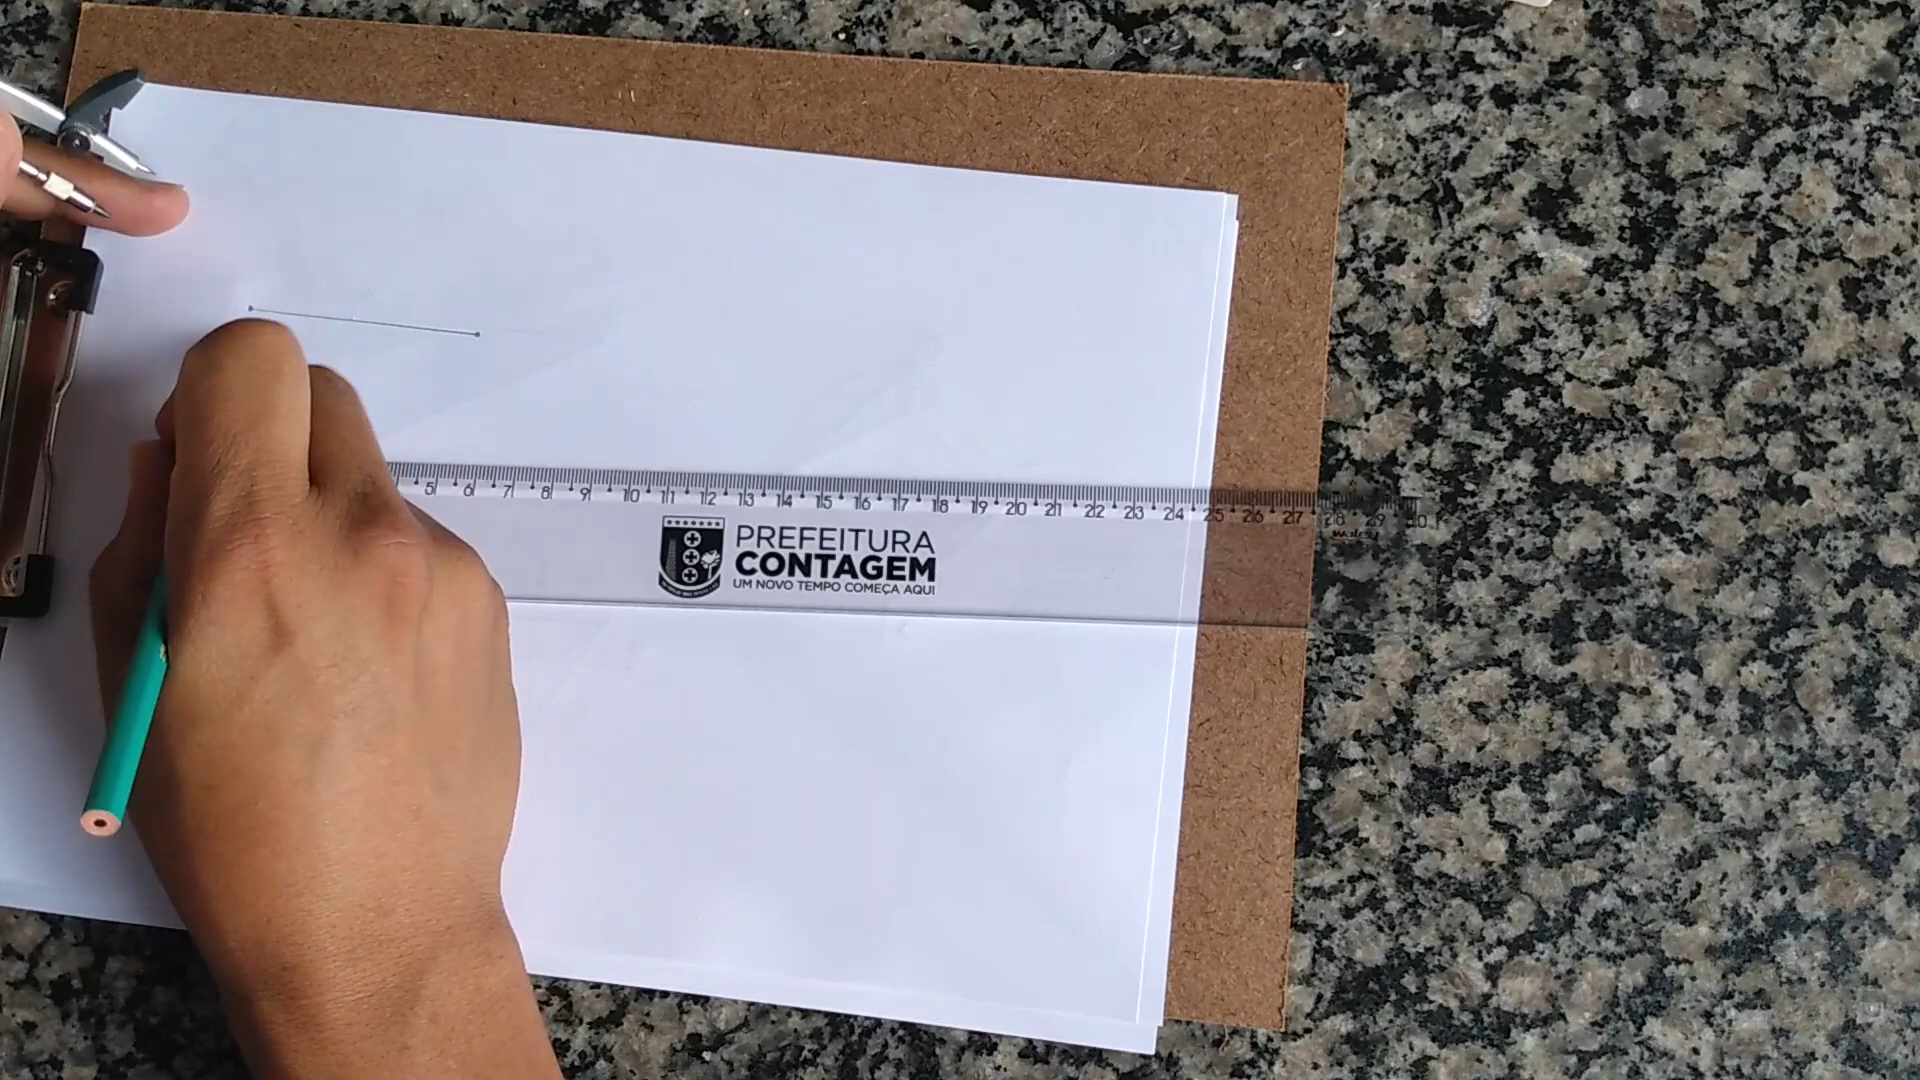 5 6 7 8 9 10 11 12 13 14 15 16 17 18 19 20 21 22 23 24 25 26 27 28 29 30
PREFEITURA
CONTAGEM
UM NOVO TEMPO COMEÇA AQUI